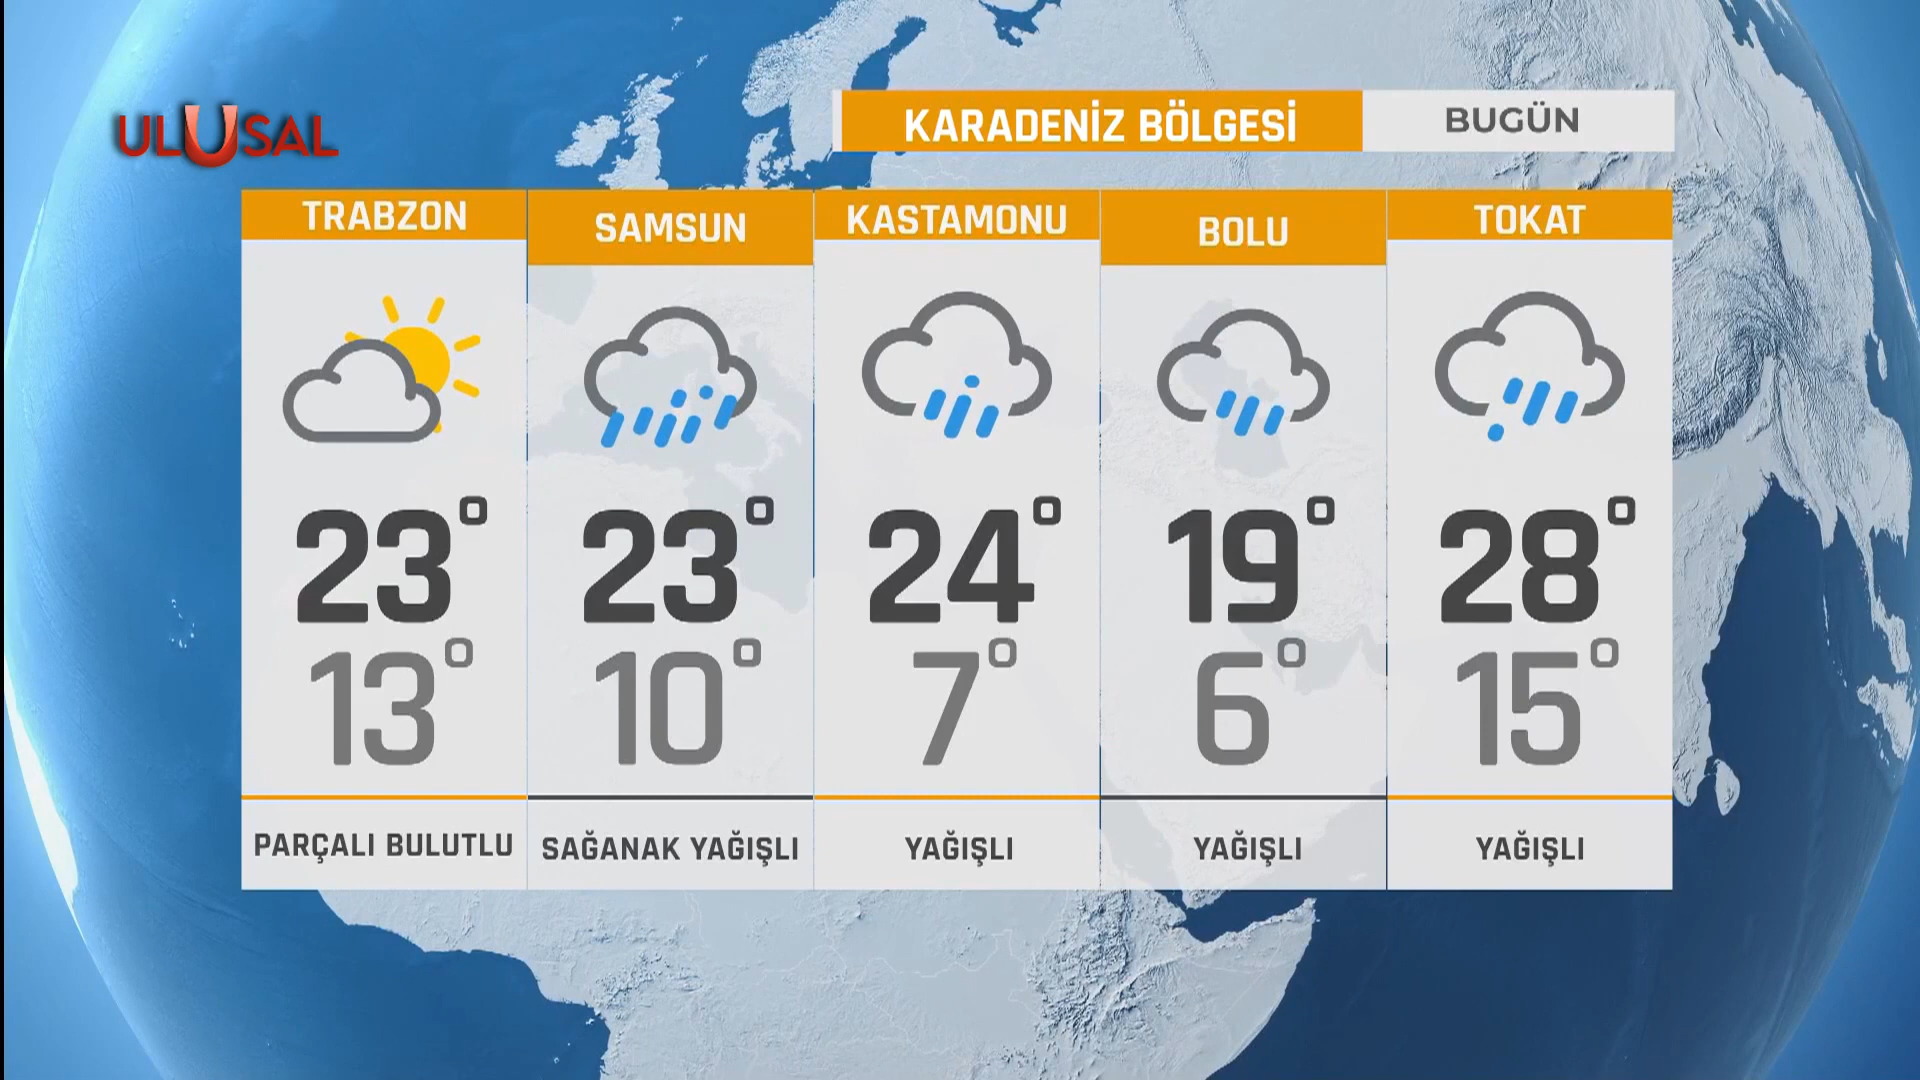 ULUSAL
KARADENİZ BÖLGESİ
BUGÜN
TRABZON
23°
13°
PARÇALI BULUTLU
SAMSUN
23°
10°
SAĞANAK YAĞIŞLI
KASTAMONU
24°
7°
YAĞIŞLI
BOLU
19°
6°
YAĞIŞLI
TOKAT
28°
15°
YAĞIŞLI